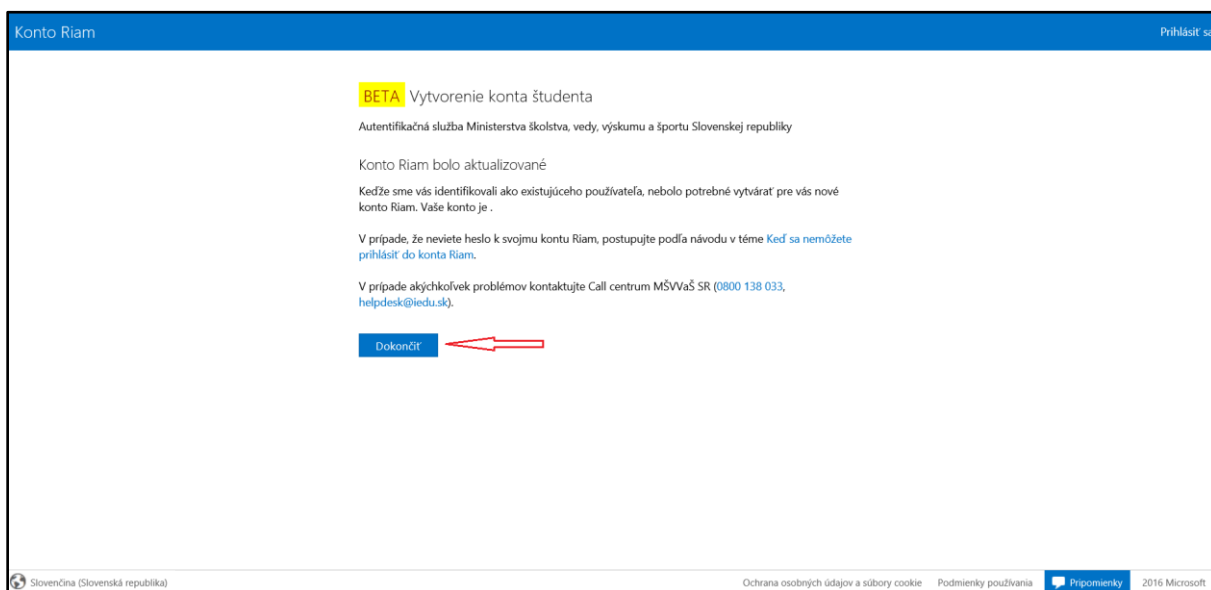 Konto Riam
Prihlásiť sa
BETA Vytvorenie konta študenta
Autentifikačná služba Ministerstva školstva, vedy, výskumu a športu Slovenskej republiky
Konto Riam bolo aktualizované
Keďže sme vás identifikovali ako existujúceho používateľa, nebolo potrebné vytvárať pre vás nové
konto Riam. Vaše konto je .
V prípade, že neviete heslo k svojmu kontu Riam, postupujte podľa návodu v téme Keď sa nemôžete
prihlásiť do konta Riam.
V prípade akýchkoľvek problémov kontaktujte Call centrum MŠVVaŠ SR (0800 138 033,
helpdesk@iedu.sk).
Dokončiť
Slovenčina (Slovenská republika)
Ochrana osobných údajov a súbory cookie
Podmienky používania
Pripomienky
2016 Microsoft